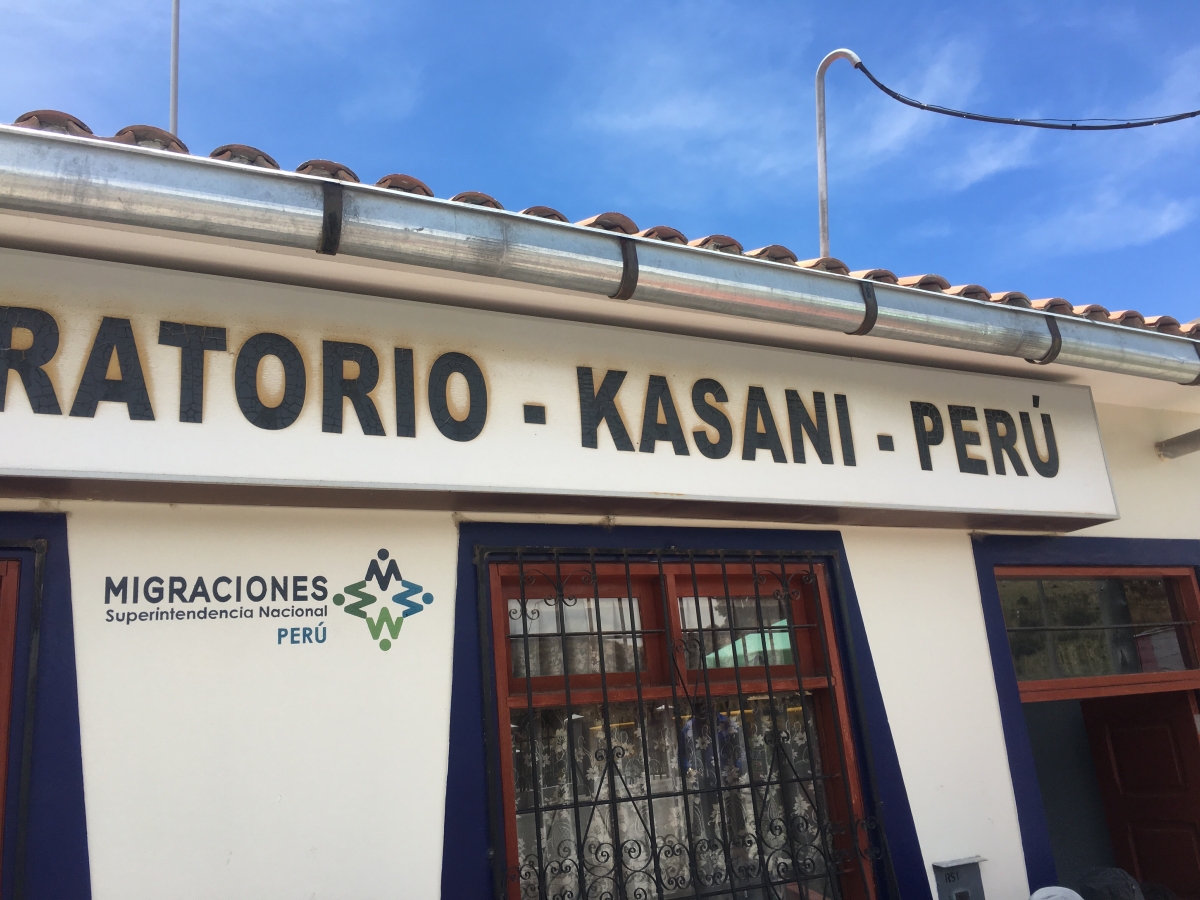 RATORIO - KASANI - PERÚ
MIGRACIONES
Superintendencia Nacional
PERÚ